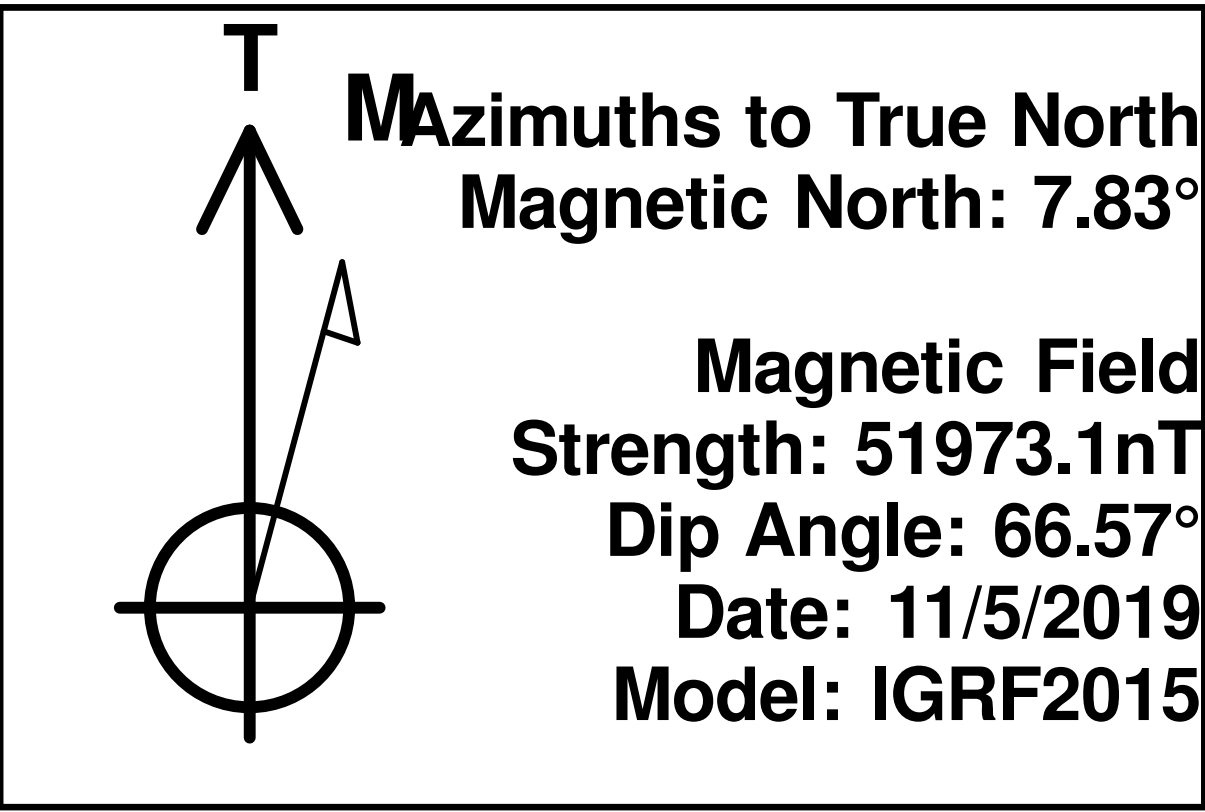 T
M
Azimuths to True North
Magnetic North: 7.83°
Magnetic Field
Strength: 51973.1nT
Dip Angle: 66.57°
Date: 11/5/2019
Model: IGRF2015